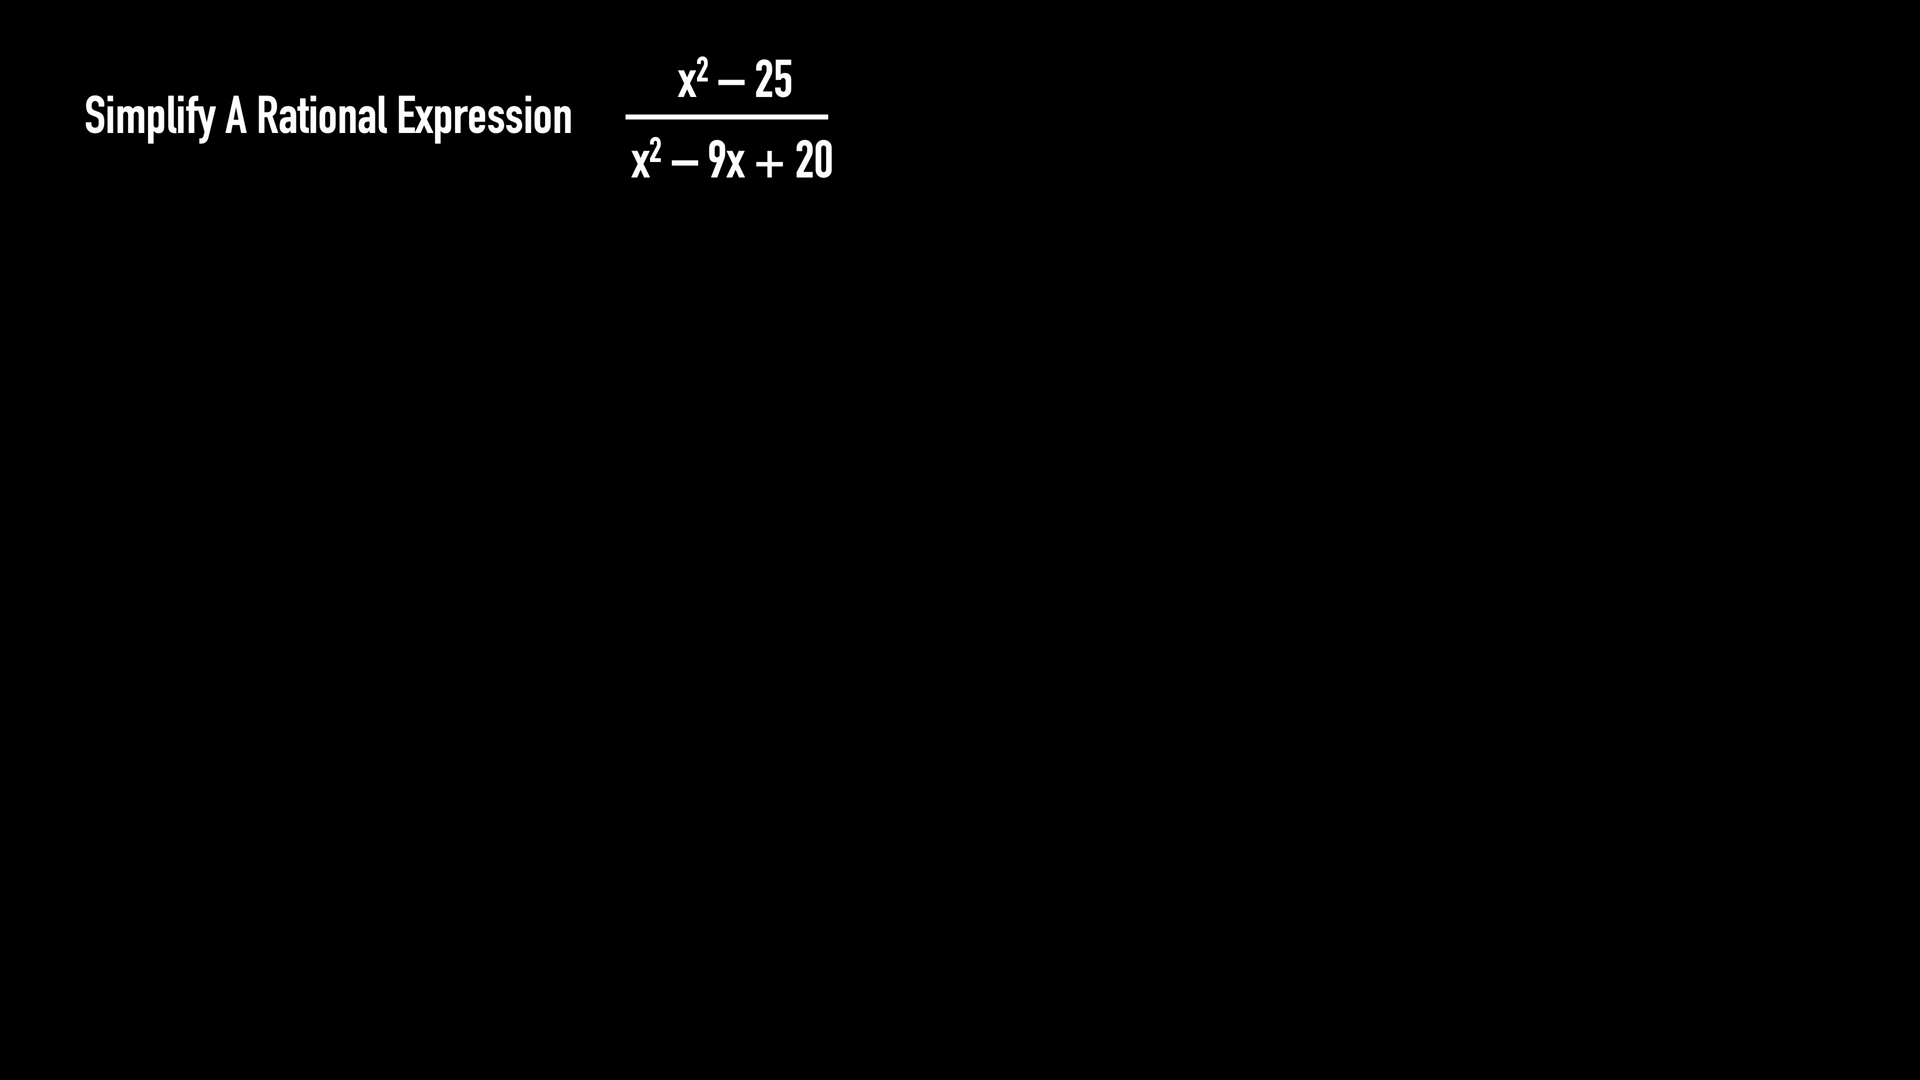 Simplify A Rational Expression
x² – 25
x² – 9x + 20